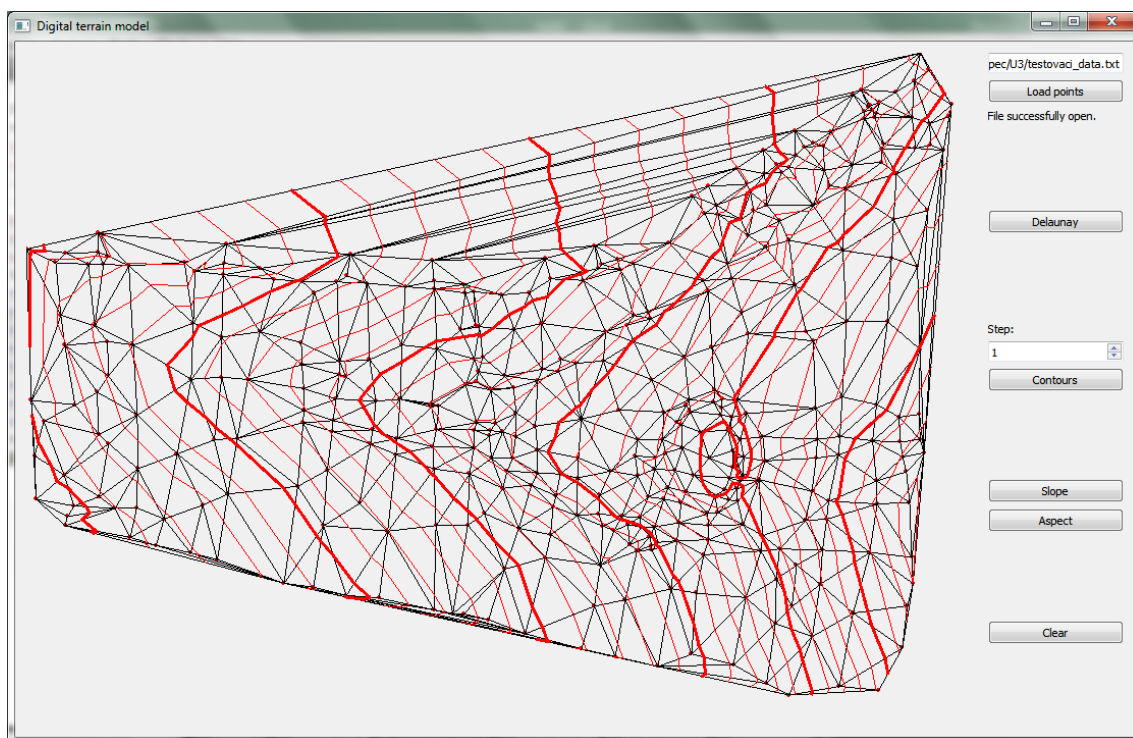 Digital terrain model
pec/U3/testovaci_data.txt
Load points
File successfully open.
Delaunay
Step:
1
Contours
Slope
Aspect
Clear